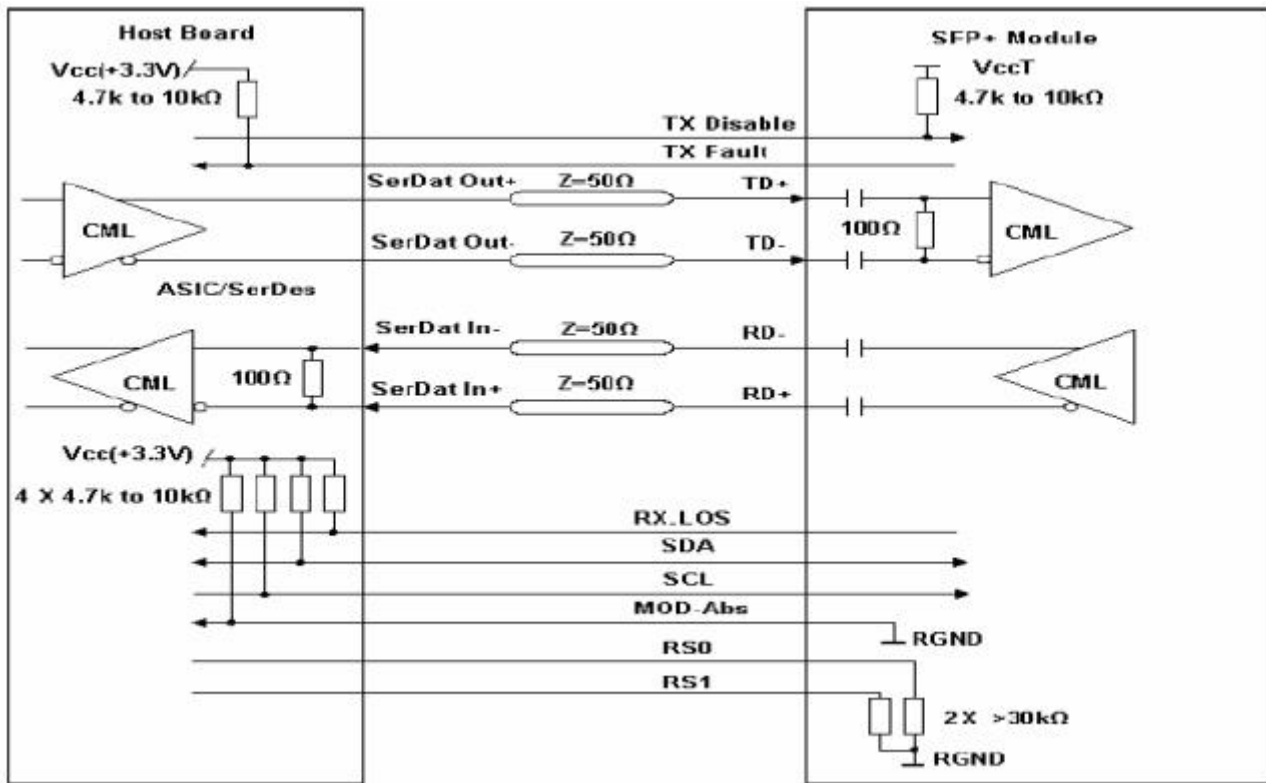 Host Board
SFP+ Module
Vcc(+3.3V)
4.7k to 10kΩ
VccT
4.7k to 10kΩ
TX Disable
TX Fault
SerDat Out+
Z=50Ω
TD+
CML
100Ω
CML
SerDat Out-
Z=50Ω
TD-
ASIC/SerDes
SerDat In-
Z=50Ω
RD-
CML
100Ω
SerDat In+
Z=50Ω
RD+
CML
Vcc(+3.3V)
4 X 4.7k to 10kΩ
RX_LOS
SDA
SCL
MOD-Abs
RGND
RS0
RS1
2X >30kΩ
RGND